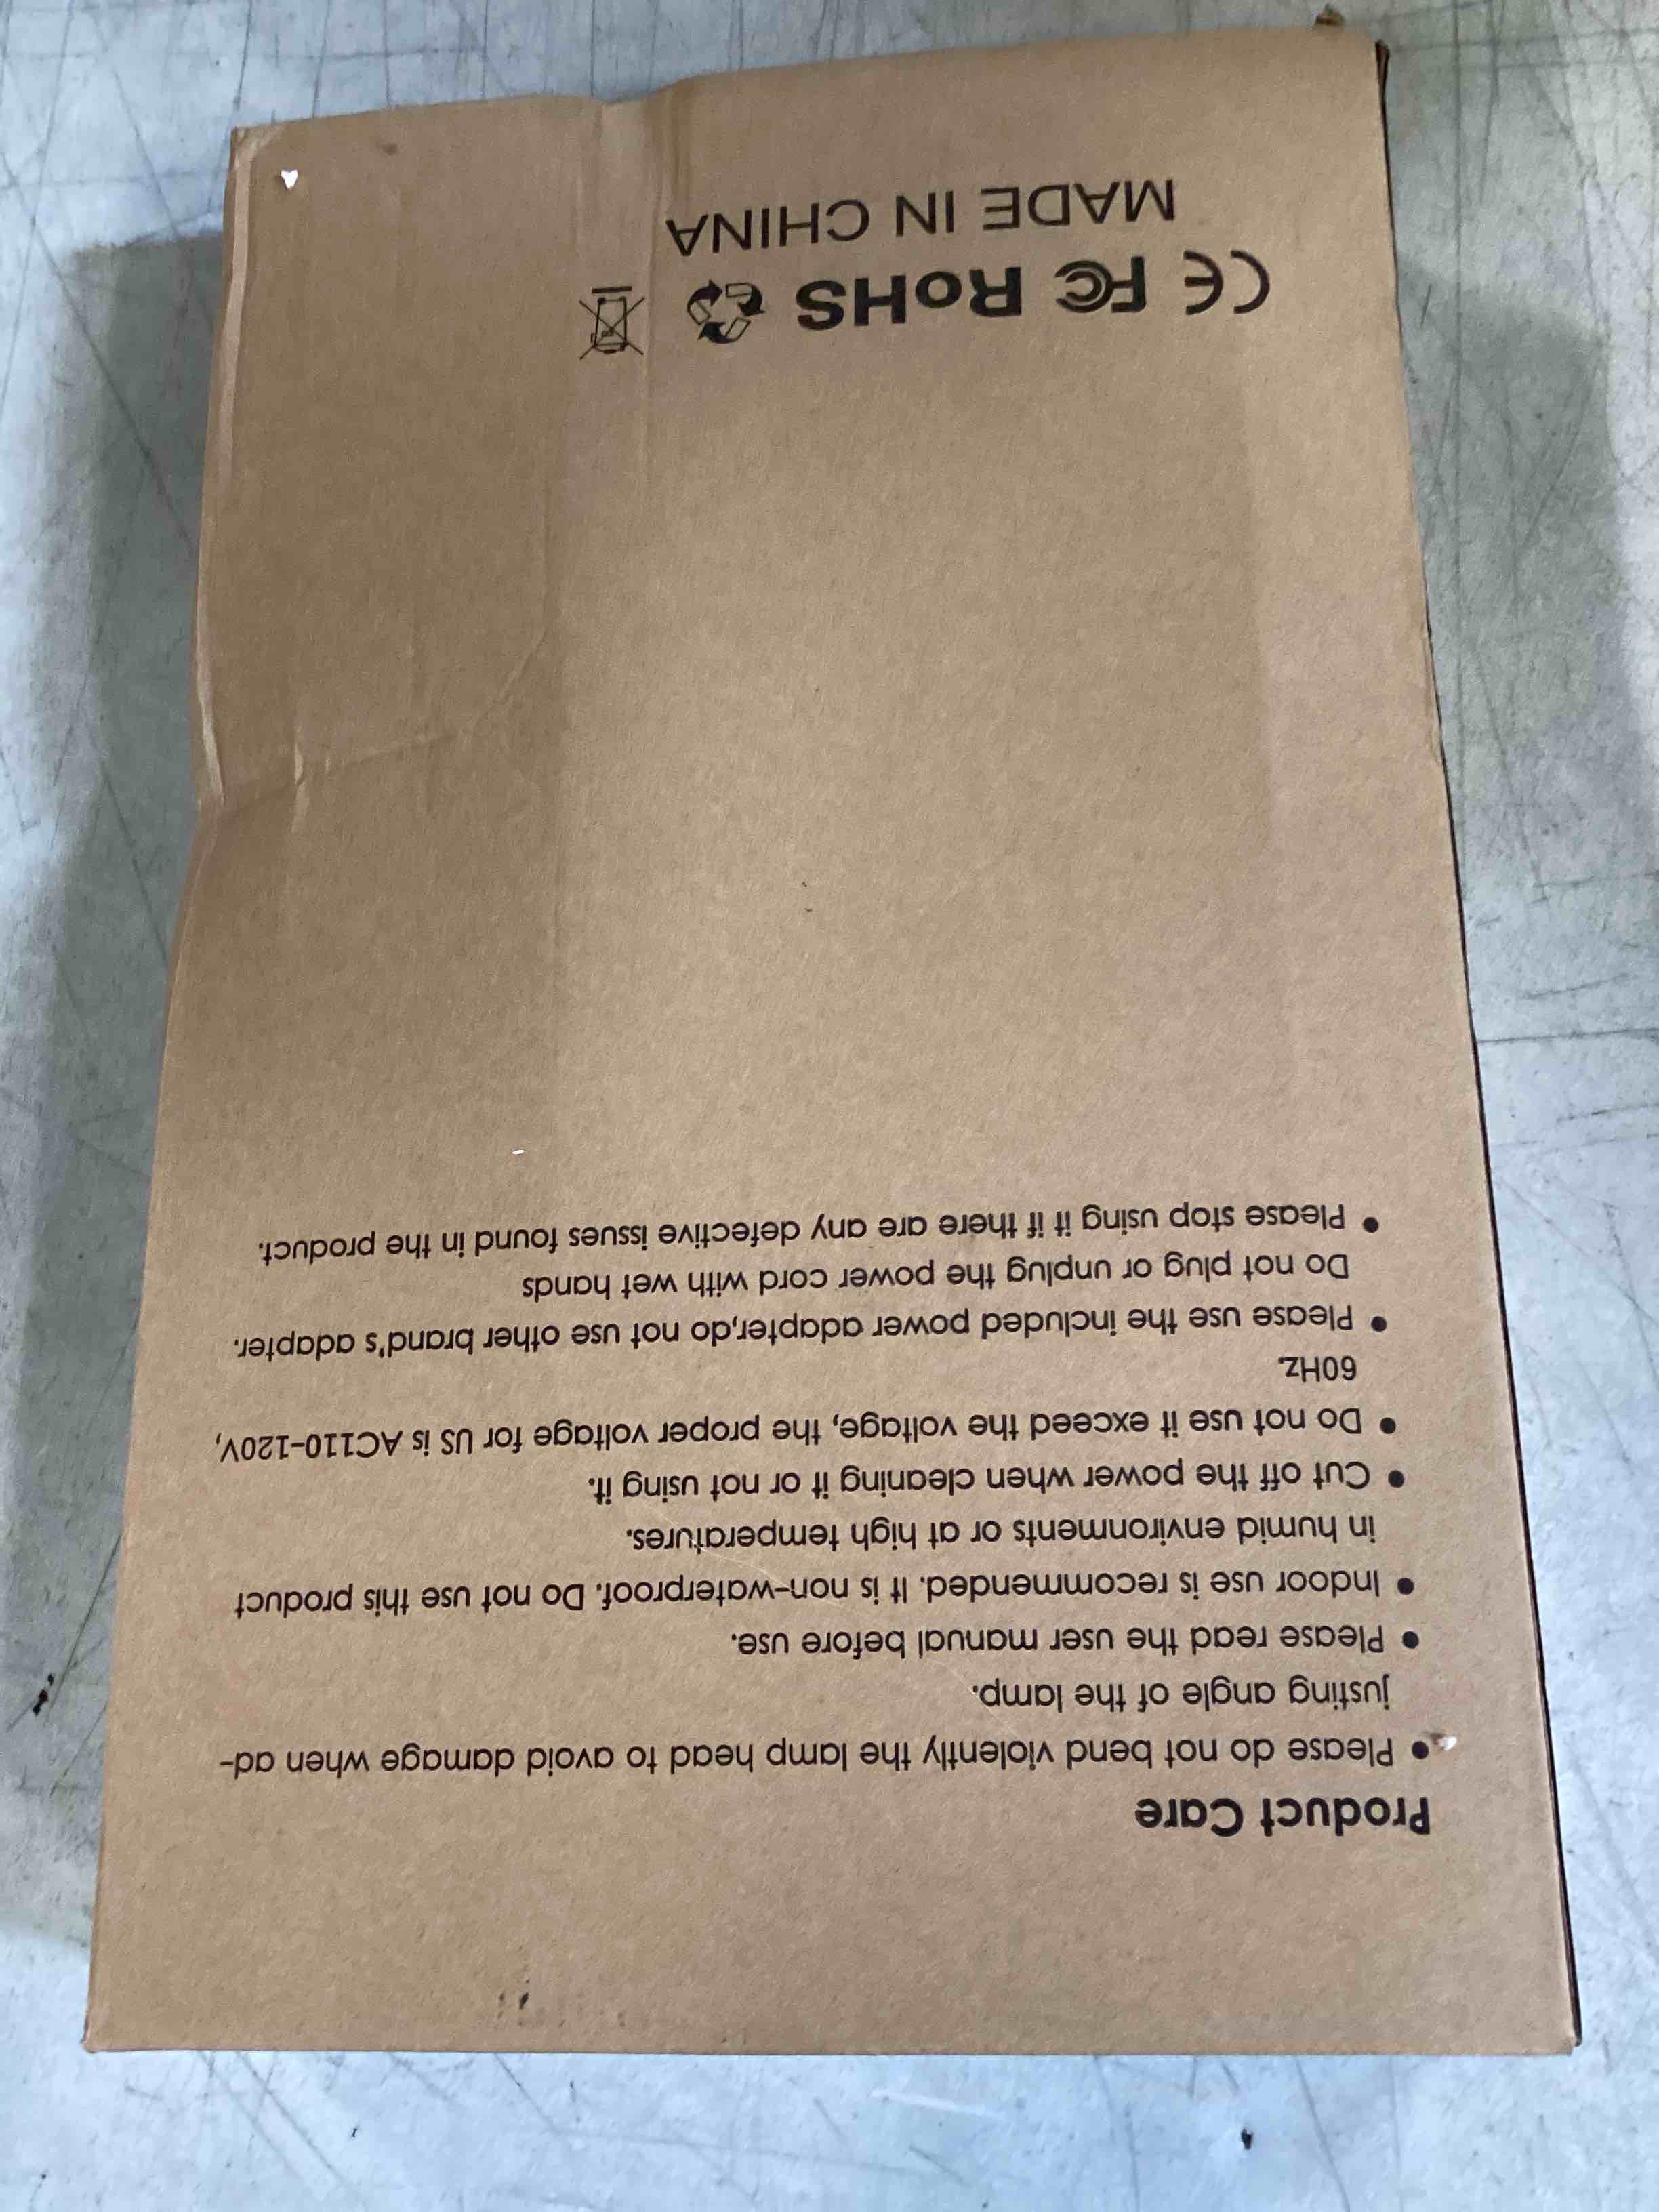 Product Care
● Please do not bend violently the lamp head to avoid damage when ad-
justing angle of the lamp.
● Please read the user manual before use.
● Indoor use is recommended. It is non-waterproof. Do not use this product
in humid environments or at high temperatures.
● Cut off the power when cleaning it or not using it.
● Do not use it exceed the voltage, the proper voltage for US is AC110-120V,
60Hz.
● Please use the included power adapter,do not use other brand's adapter.
Do not plug or unplug the power cord with wet hands
● Please stop using it if there are any defective issues found in the product.
CE FC RoHS
MADE IN CHINA